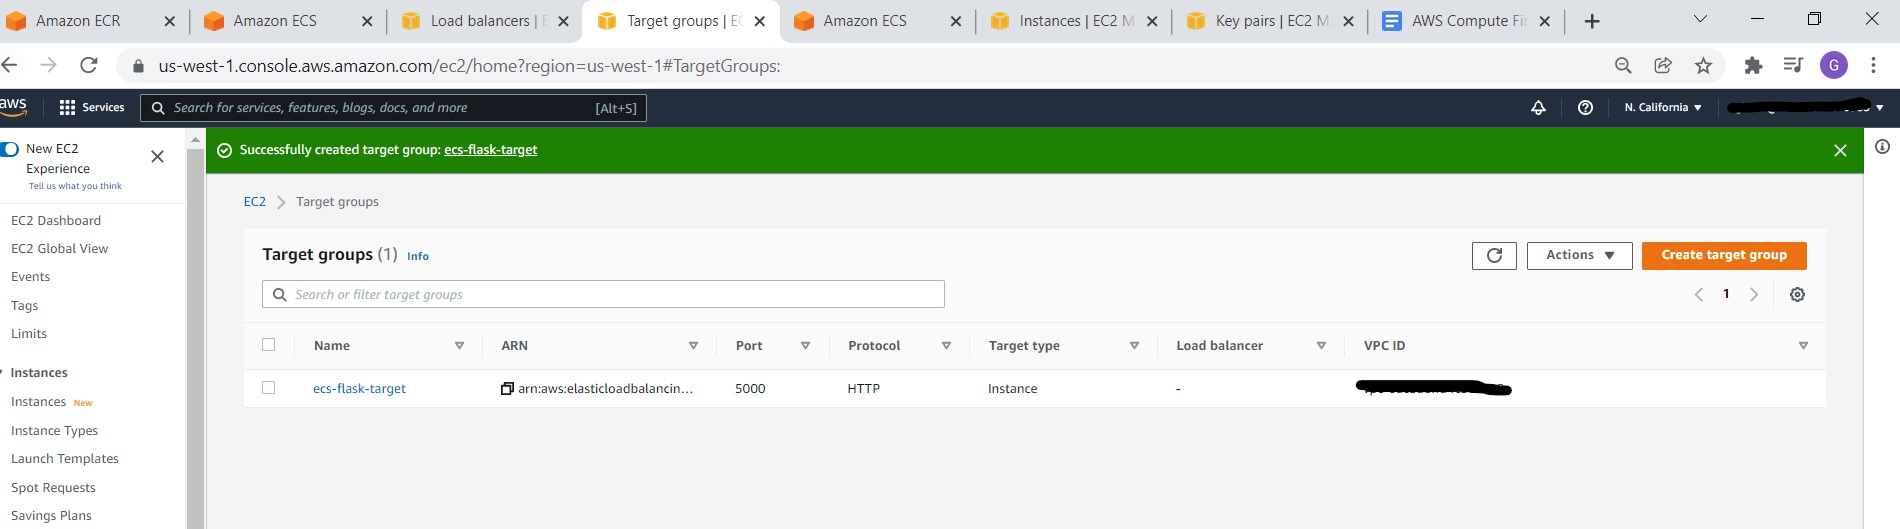 Amazon ECR
Amazon ECS
Load balancers | E
Target groups | EC
Amazon ECS
Instances | EC2 M
Key pairs | EC2 M
AWS Compute Fi
us-west-1.console.aws.amazon.com/ec2/home?region=us-west-1#TargetGroups:
G
aws
Services
Search for services, features, blogs, docs, and more
[Alt+S]
N. California
New EC2
Experience
Tell us what you think
Successfully created target group: ecs-flask-target
EC2 Dashboard
EC2 Global View
Events
Tags
Limits
Instances
Instances New
Instance Types
Launch Templates
Spot Requests
Savings Plans
EC2 > Target groups
Target groups (1) Info
Actions
Create target group
Search or filter target groups
1
Name ARN Port Protocol Target type Load balancer VPC ID
ecs-flask-target arn:aws:elasticloadbalancin... 5000 HTTP Instance -